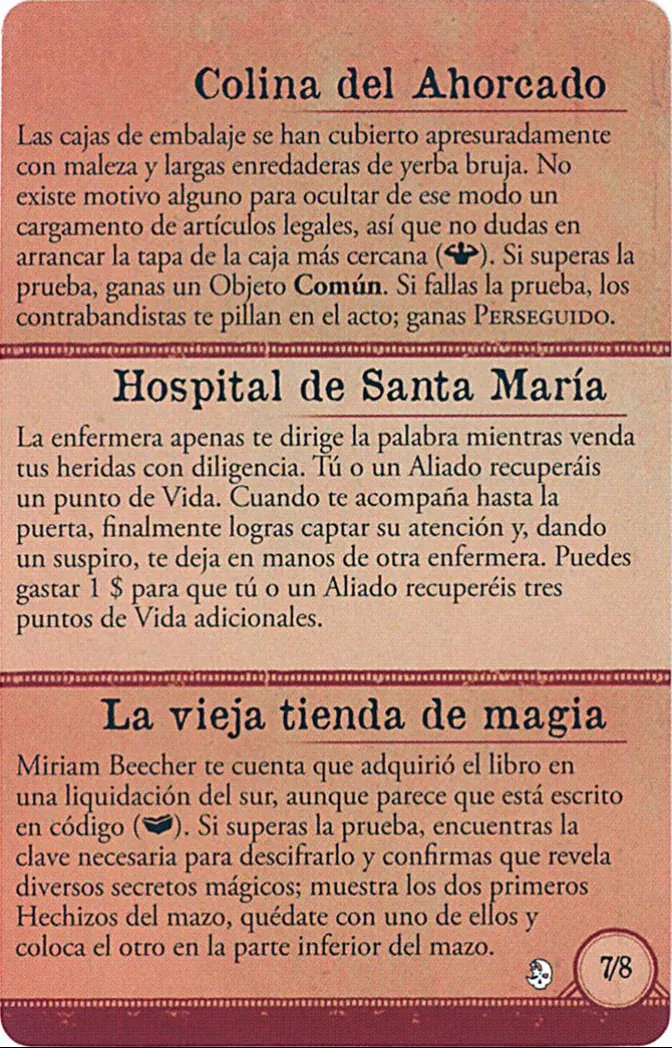 Colina del Ahorcado
Las cajas de embalaje se han cubierto apresuradamente
con maleza y largas enredaderas de yerba bruja. No
existe motivo alguno para ocultar de ese modo un
cargamento de artículos legales, así que no dudas en
arrancar la tapa de la caja más cercana (). Si superas la
prueba, ganas un Objeto Común. Si fallas la prueba, los
contrabandistas te pillan en el acto; ganas PERSEGUIDO.
Hospital de Santa María
La enfermera apenas te dirige la palabra mientras venda
tus heridas con diligencia. Tú o un Aliado recuperáis
un punto de Vida. Cuando te acompaña hasta la
puerta, finalmente logras captar su atención y, dando
un suspiro, te deja en manos de otra enfermera. Puedes
gastar 1 $ para que tú o un Aliado recuperéis tres
puntos de Vida adicionales.
La vieja tienda de magia
Miriam Beecher te cuenta que adquirió el libro en
una liquidación del sur, aunque parece que está escrito
en código (). Si superas la prueba, encuentras la
clave necesaria para descifrarlo y confirmas que revela
diversos secretos mágicos; muestra los dos primeros
Hechizos del mazo, quédate con uno de ellos y
coloca el otro en la parte inferior del mazo.
7/8